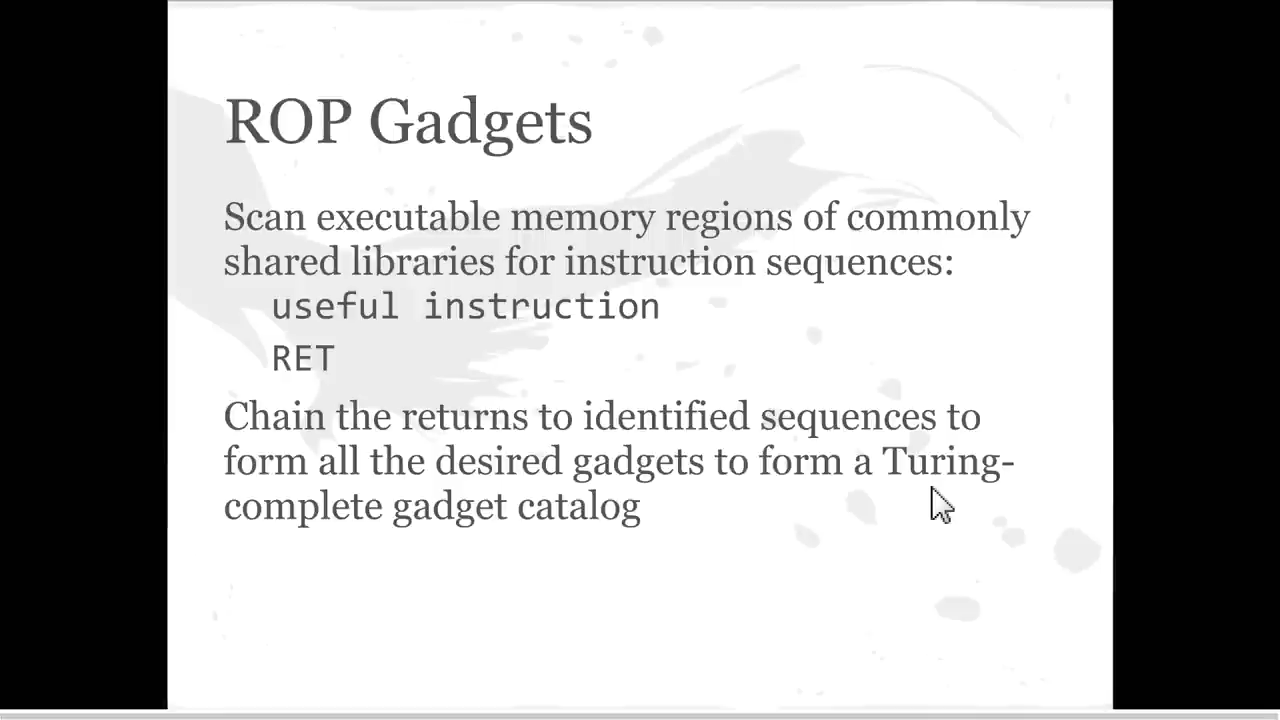 ROP Gadgets
Scan executable memory regions of commonly
shared libraries for instruction sequences:
useful instruction
RET
Chain the returns to identified sequences to
form all the desired gadgets to form a Turing-
complete gadget catalog